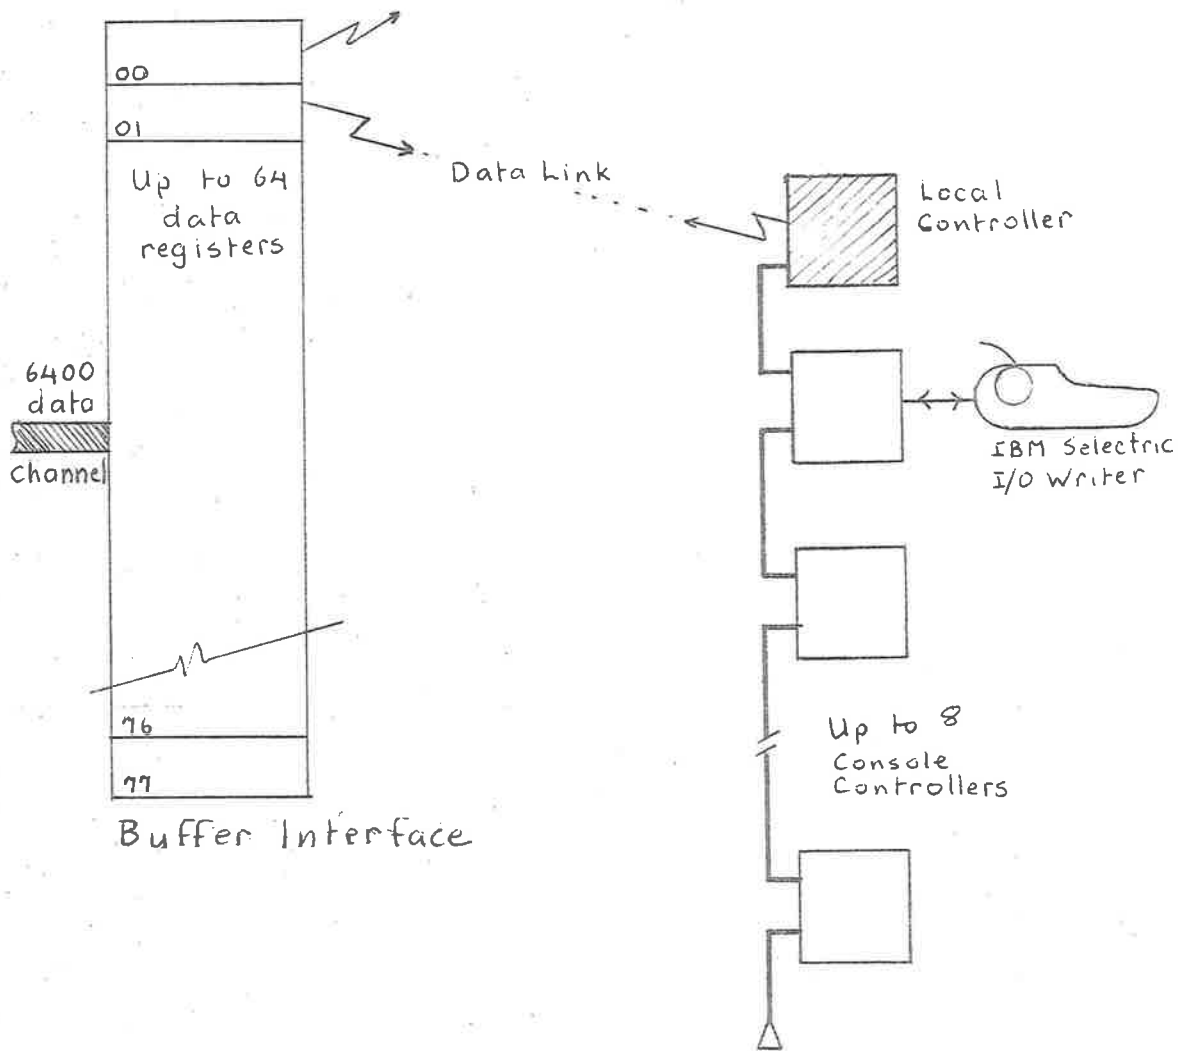 00
01
Up to 64
data
registers
6400
data
Channel
76
77
Buffer Interface
Data Link
Local
Controller
IBM Selectric
I/O Writer
Up to 8
Console
Controllers